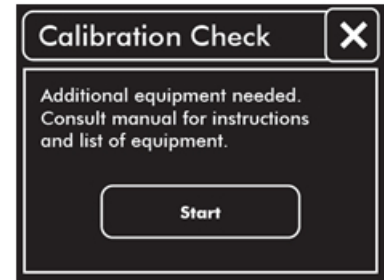 Calibration Check
Additional equipment needed.
Consult manual for instructions
and list of equipment.
Start